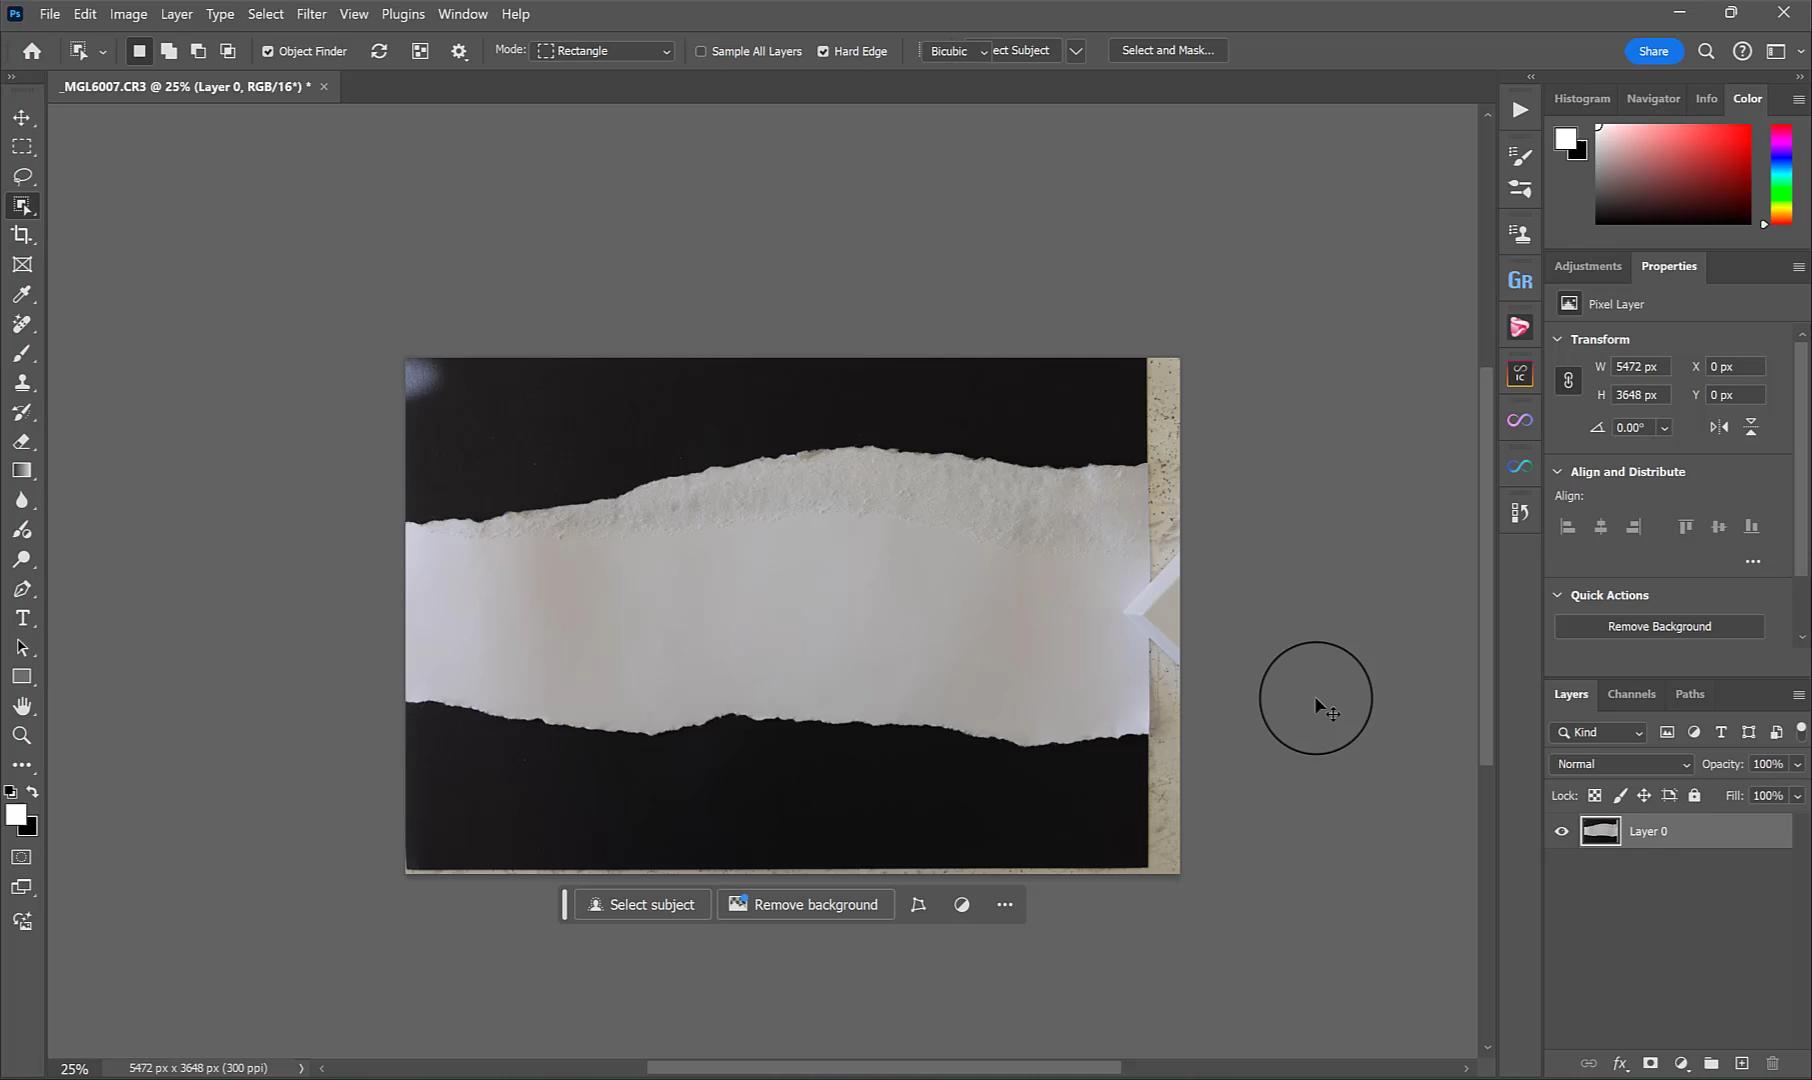 Ps File Edit Image Layer Type Select Filter View Plugins Window Help
Object Finder Mode: Rectangle Sample All Layers Hard Edge Bicubic ect Subject Select and Mask... Share
_MGL6007.CR3 @ 25% (Layer 0, RGB/16*) * ×
Histogram Navigator Info Color
Adjustments Properties
Pixel Layer
Transform
W 5472 px X 0 px
H 3648 px Y 0 px
0.00°
Align and Distribute
Align:
Quick Actions
Remove Background
Gr
IC
Layers Channels Paths
Kind
Normal Opacity: 100%
Lock: Fill: 100%
Layer 0
Select subject Remove background
25% 5472 px x 3648 px (300 ppi)